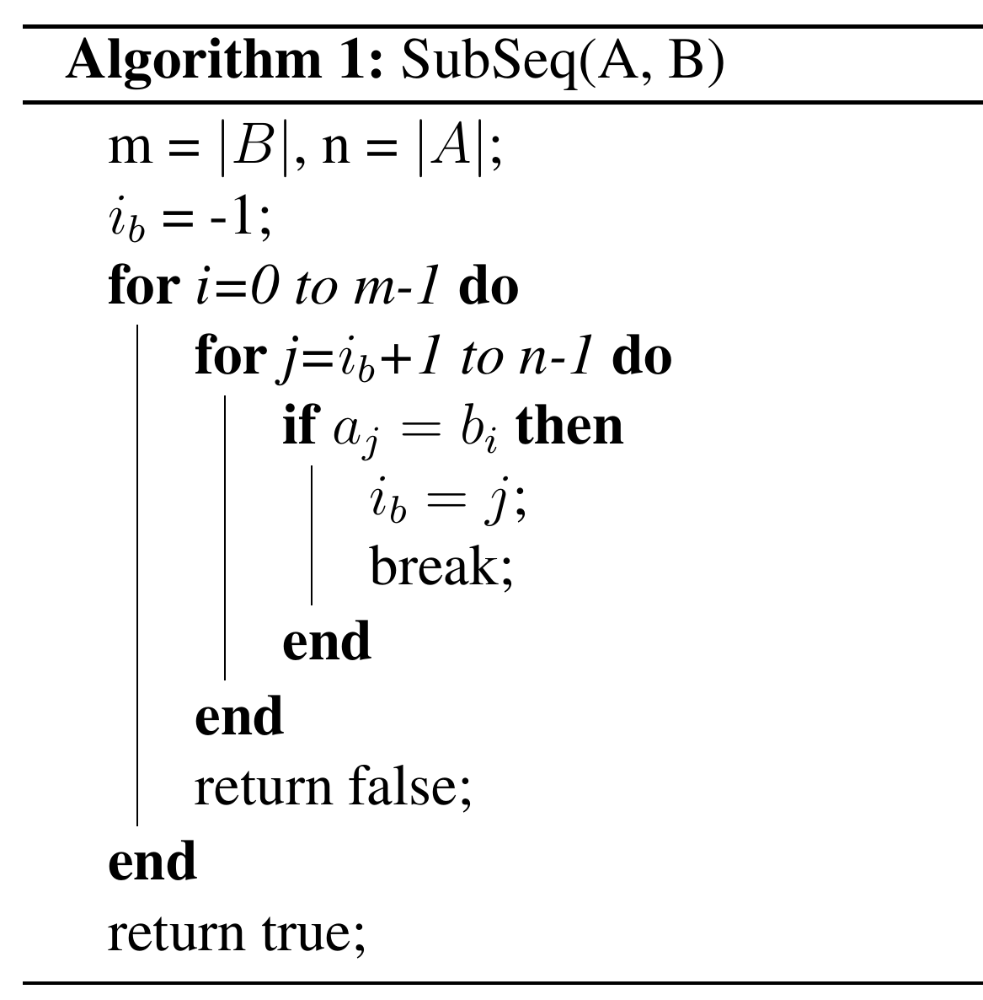 Algorithm 1: SubSeq(A, B)
m = |B|, n = |A|;
i_b = -1;
for i=0 to m-1 do
for j=i_b+1 to n-1 do
if a_j = b_i then
i_b = j;
break;
end
end
return false;
end
return true;